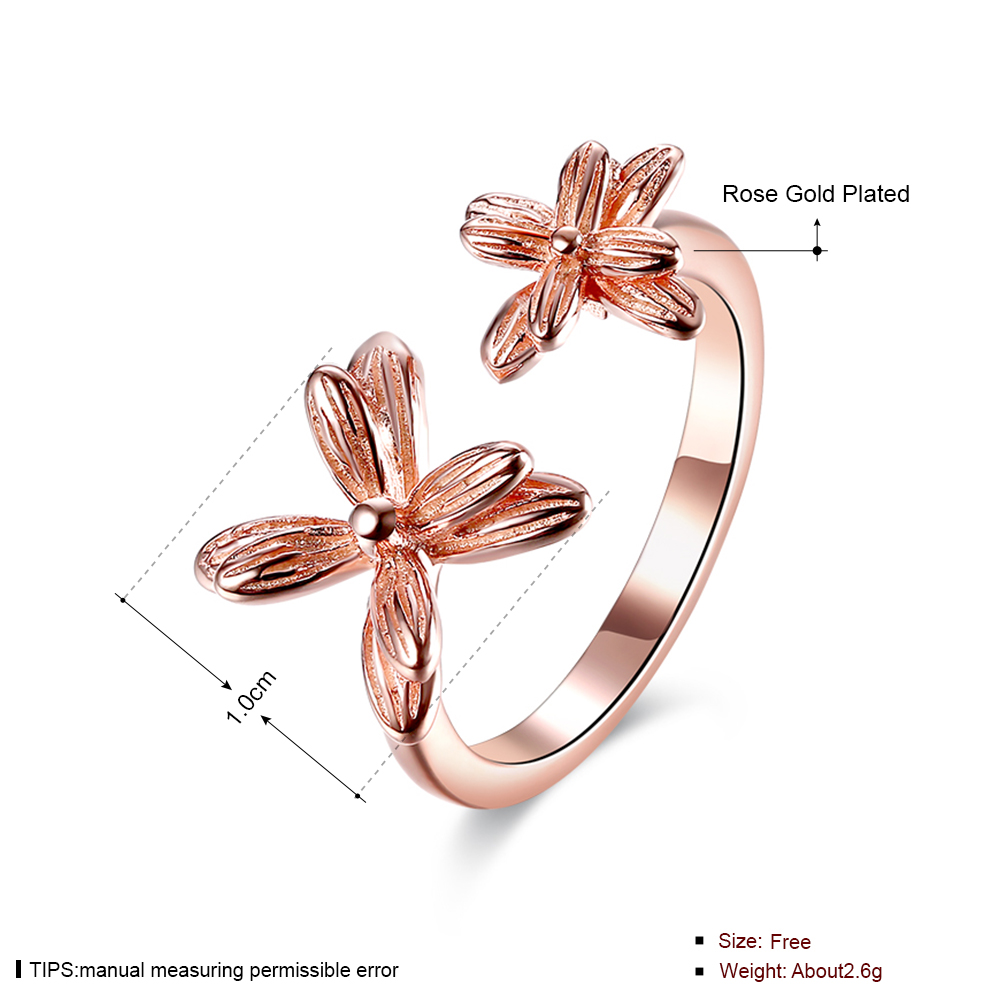 Rose Gold Plated
1.0cm
Size: Free
Weight: About2.6g
TIPS:manual measuring permissible error